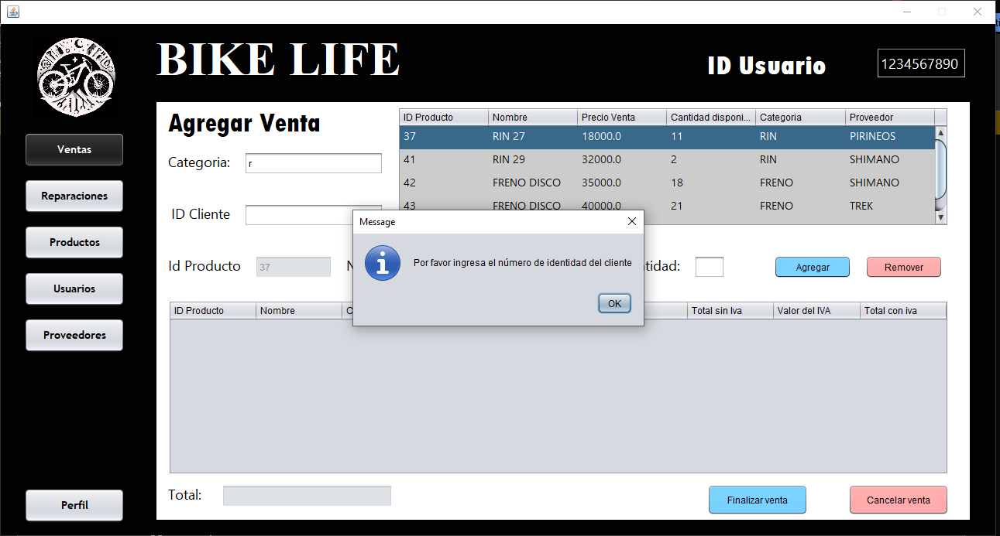 BIKE LIFE
ID Usuario
1234567890
Ventas
Reparaciones
Productos
Usuarios
Proveedores
Perfil
Agregar Venta
Categoria:
r
ID Cliente
ID Producto Nombre Precio Venta Cantidad disponi... Categoria Proveedor
37 RIN 27 18000.0 11 RIN PIRINEOS
41 RIN 29 32000.0 2 RIN SHIMANO
42 FRENO DISCO 35000.0 18 FRENO SHIMANO
43 FRENO DISCO 40000.0 21 FRENO TREK
Id Producto
37
tidad:
Agregar
Remover
Message
Por favor ingresa el número de identidad del cliente
OK
ID Producto Nombre Total sin Iva Valor del IVA Total con iva
Total:
Finalizar venta
Cancelar venta